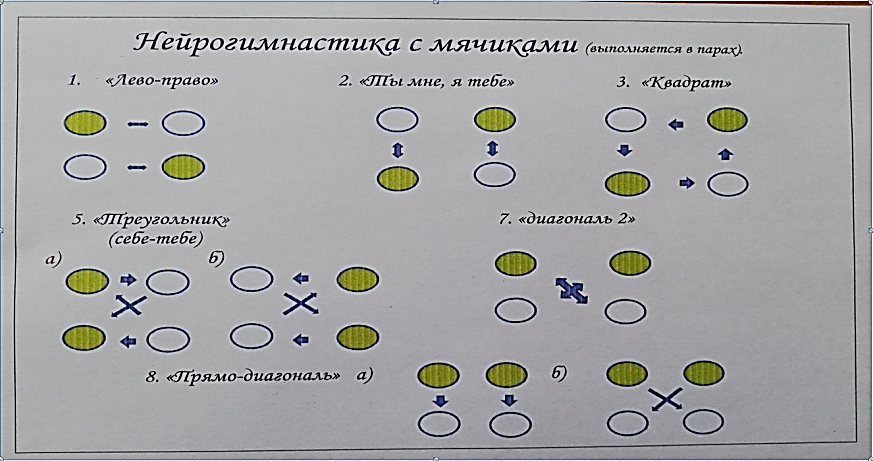 Нейрогимнастика с мячиками (выполняется в парах).
1. «Лево-право»
2. «Ты мне, я тебе»
3. «Квадрат»
5. «Треугольник»
(себе-тебе)
а)
б)
7. «диагональ 2»
8. «Прямо-диагональ» а)
б)